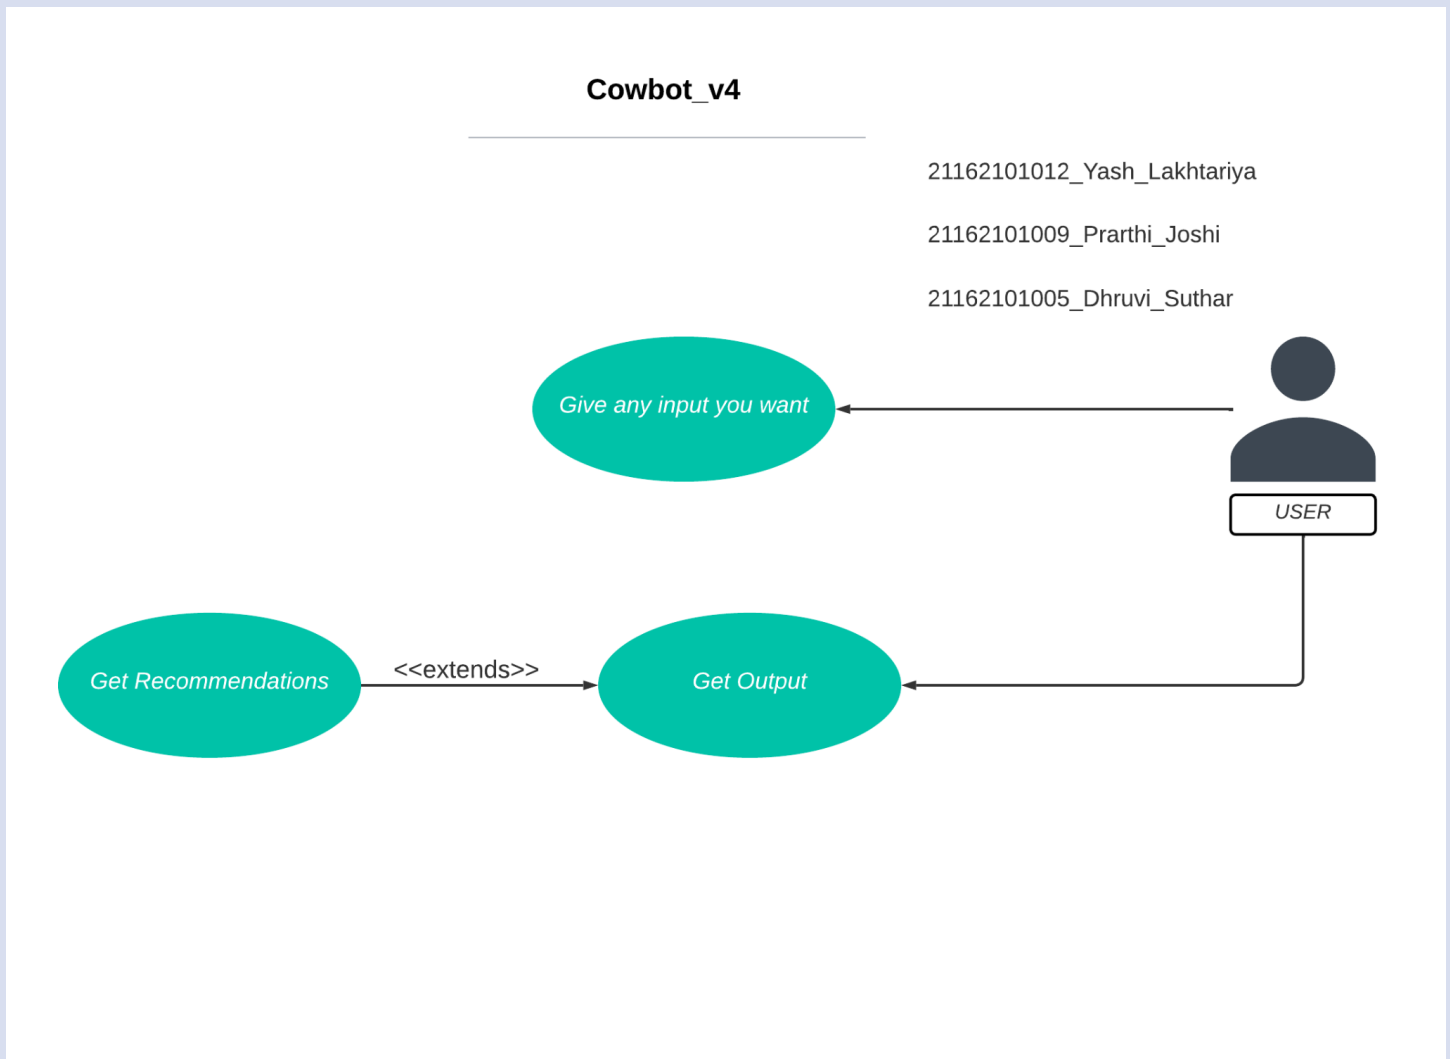 Cowbot_v4
21162101012_Yash_Lakhtariya
21162101009_Prarthi_Joshi
21162101005_Dhruvi_Suthar
Give any input you want
USER
Get Recommendations
<<extends>>
Get Output